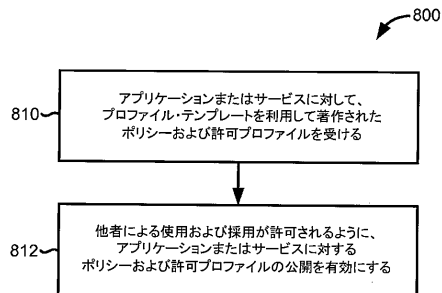 800
810
アプリケーションまたはサービスに対して、
プロファイル・テンプレートを利用して著作された
ポリシーおよび許可プロファイルを受ける
812
他者による使用および採用が許可されるように、
アプリケーションまたはサービスに対する
ポリシーおよび許可プロファイルの公開を有効にする